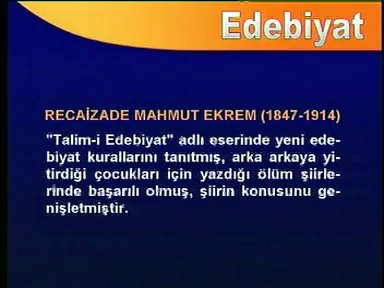 Edebiyat
RECAİZADE MAHMUT EKREM (1847-1914)
"Talim-i Edebiyat" adlı eserinde yeni ede-
biyat kurallarını tanıtmış, arka arkaya yi-
tirdiği çocukları için yazdığı ölüm şiirle-
rinde başarılı olmuş, şiirin konusunu ge-
nişletmiştir.